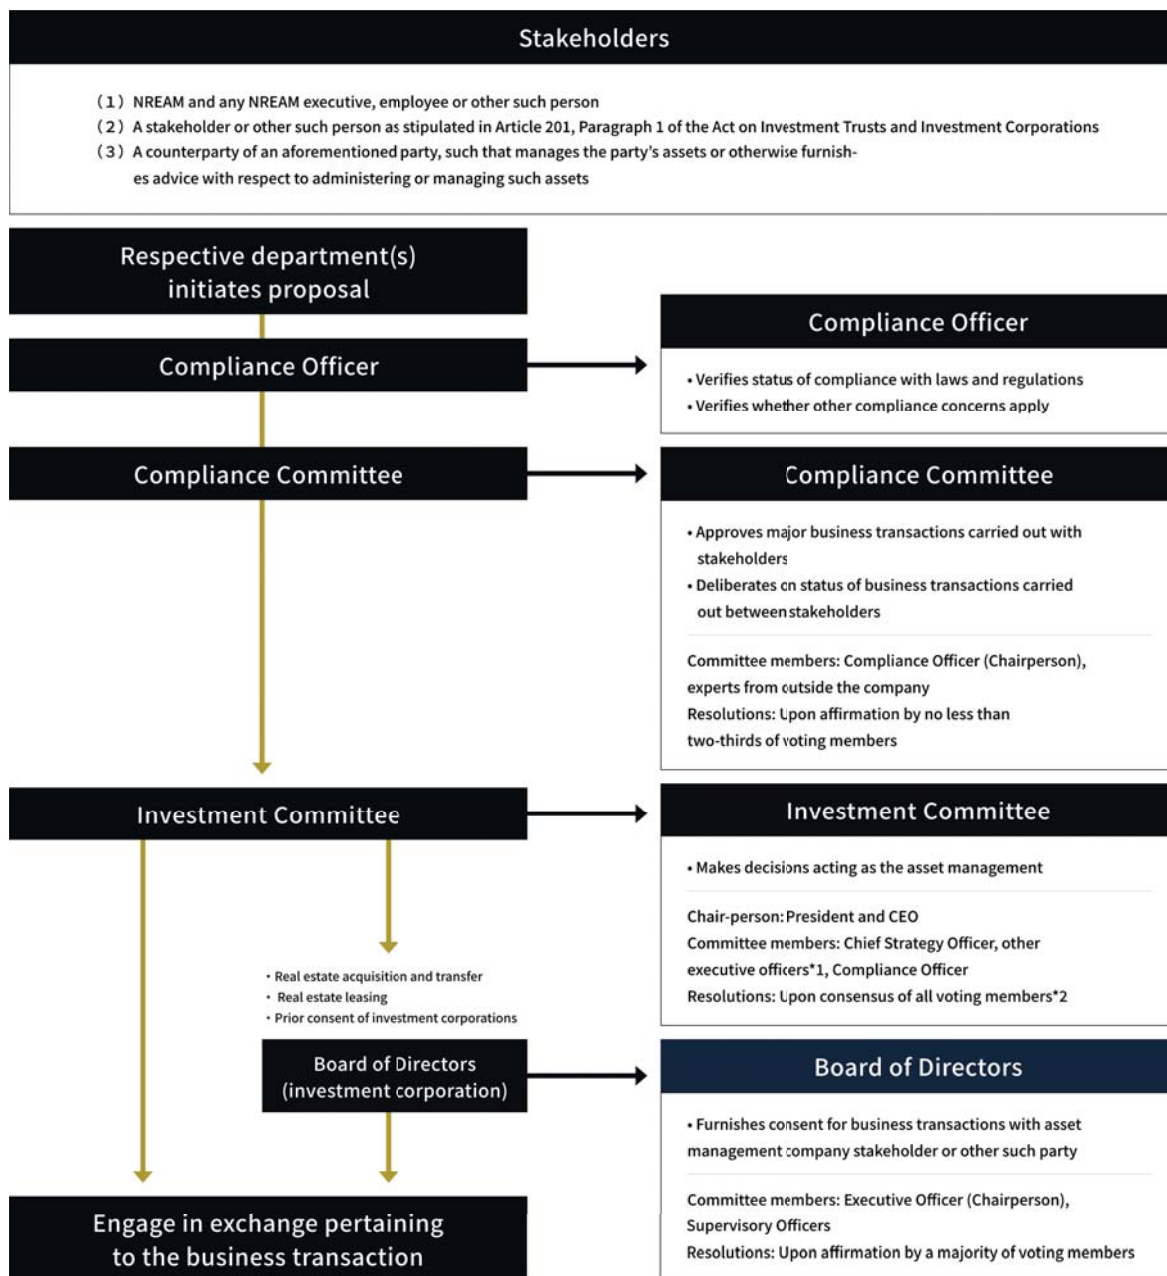 Stakeholders
(1) NREAM and any NREAM executive, employee or other such person
(2) A stakeholder or other such person as stipulated in Article 201, Paragraph 1 of the Act on Investment Trusts and Investment Corporations
(3) A counterparty of an aforementioned party, such that manages the party's assets or otherwise furnish-
es advice with respect to administering or managing such assets
Respective department(s)
initiates proposal
Compliance Officer
Compliance Officer
• Verifies status of compliance with laws and regulations
• Verifies whether other compliance concerns apply
Compliance Committee
Compliance Committee
• Approves major business transactions carried out with
stakeholders
• Deliberates on status of business transactions carried
out between stakeholders
Committee members: Compliance Officer (Chairperson),
experts from outside the company
Resolutions: Upon affirmation by no less than
two-thirds of voting members
Investment Committee
Investment Committee
• Makes decisions acting as the asset management
Chair-person: President and CEO
Committee members: Chief Strategy Officer, other
executive officers*1, Compliance Officer
Resolutions: Upon consensus of all voting members*2
• Real estate acquisition and transfer
• Real estate leasing
• Prior consent of investment corporations
Board of Directors
(investment corporation)
Board of Directors
• Furnishes consent for business transactions with asset
management company stakeholder or other such party
Committee members: Executive Officer (Chairperson),
Supervisory Officers
Resolutions: Upon affirmation by a majority of voting members
Engage in exchange pertaining
to the business transaction